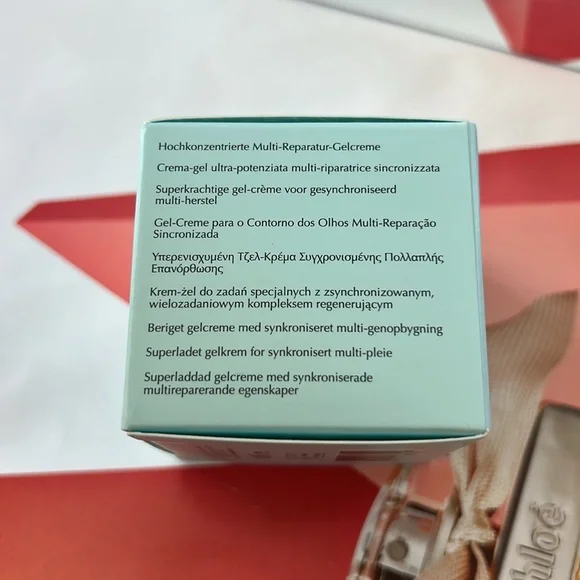 Hochkonzentrierte Multi-Reparatur-Gelcreme
Crema-gel ultra-potenziata multi-riparatrice sincronizzata
Superkrachtige gel-crème voor gesynchroniseerd
multi-herstel
Gel-Creme para o Contorno dos Olhos Multi-Reparação
Sincronizada
Υπερενισχυμένη Τζελ-Κρέμα Συγχρονισμένης Πολλαπλής
Επανόρθωσης
Krem-żel do zadań specjalnych z zsynchronizowanym,
wielozadaniowym kompleksem regenerującym
Beriget gelcreme med synkroniseret multi-genopbygning
Superladet gelkrem for synkronisert multi-pleie
Superladdad gelcreme med synkroniserade
multireparerande egenskaper
hloé